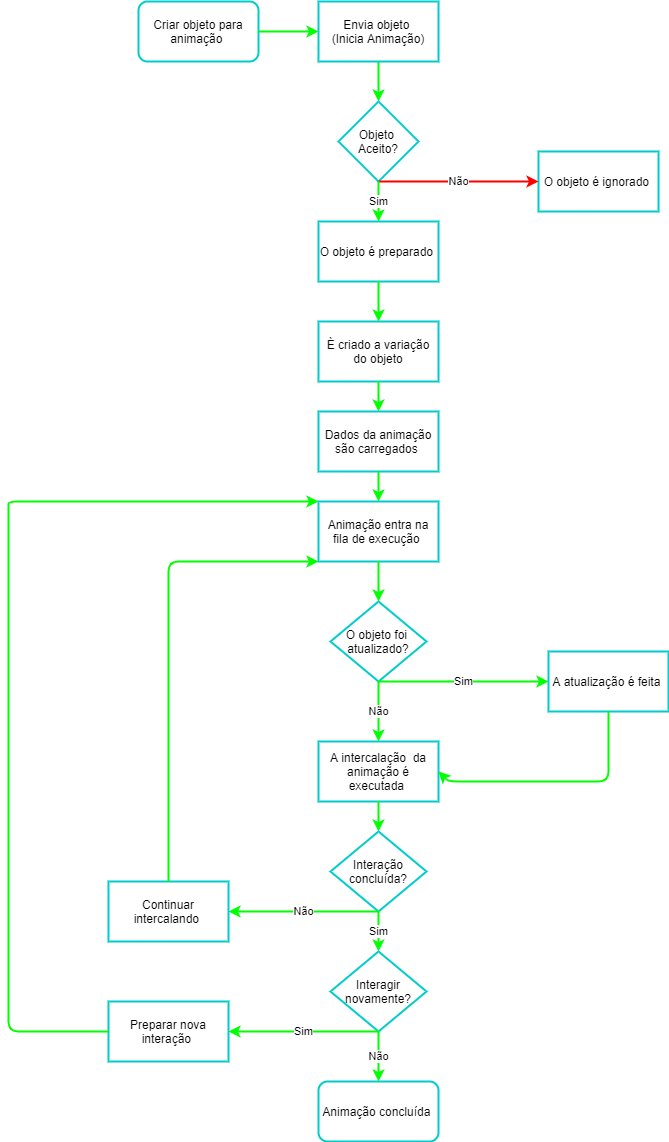 Criar objeto para
animação
Envia objeto
(Inicia Animação)
Objeto
Aceito?
Não
O objeto é ignorado
Sim
O objeto é preparado
È criado a variação
do objeto
Dados da animação
são carregados
Animação entra na
fila de execução
O objeto foi
atualizado?
Sim
A atualização é feita
Não
A intercalação da
animação é
executada
Interação
concluída?
Continuar
intercalando
Não
Sim
Interagir
novamente?
Preparar nova
interação
Sim
Não
Animação concluída